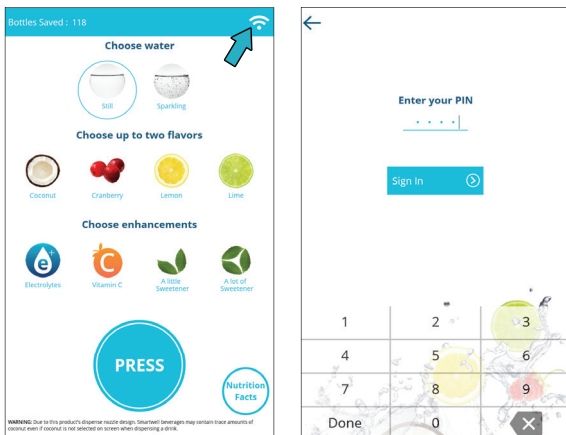 Bottles Saved : 118
Choose water
Still
Sparkling
Choose up to two flavors
Coconut
Cranberry
Lemon
Lime
Choose enhancements
Electrolytes
Vitamin C
A little
Sweetener
A lot of
Sweetener
PRESS
Nutrition
Facts
WARNING: Due to this product's dispense nozzle design, Smartwell beverages may contain trace amounts of
coconut even if coconut is not selected on screen when dispensing a drink.
Enter your PIN
Sign In
1 2 3
4 5 6
7 8 9
Done 0